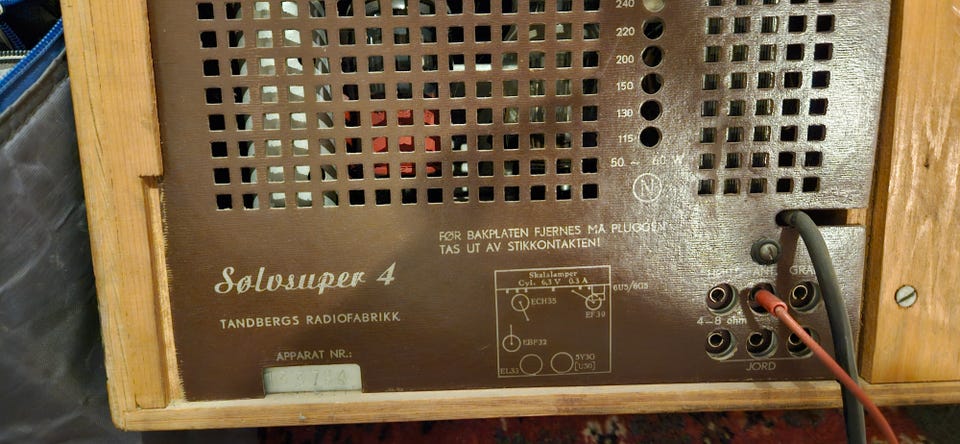 240
220
200
150
130
115
50 ~ 60 W
N
FØR BAKPLATEN FJERNES MÅ PLUGGEN
TAS UT AV STIKKONTAKTEN!
Sølvsuper 4
TANDBERGS RADIOFABRIKK
APPARAT NR.:
Skalalamper
Cyl. 6,3 V 0.3 A
6U5/6G5
ECH35
EF39
EBF32
EL33
5Y3G
[U50]
ANT.
4-8 ohm
JORD